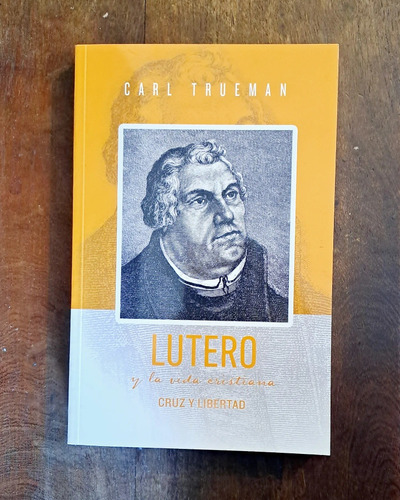 CARL TRUEMAN
LUTERO
y la vida cristiana
CRUZ Y LIBERTAD